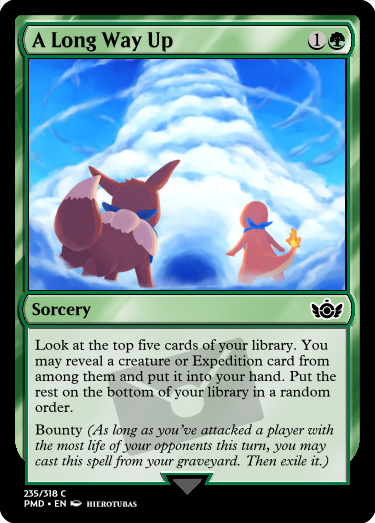 A Long Way Up
1
Sorcery
Look at the top five cards of your library. You
may reveal a creature or Expedition card from
among them and put it into your hand. Put the
rest on the bottom of your library in a random
order.
Bounty (As long as you've attacked a player with
the most life of your opponents this turn, you may
cast this spell from your graveyard. Then exile it.)
235/318 C
PMD • EN HIEROTUBAS